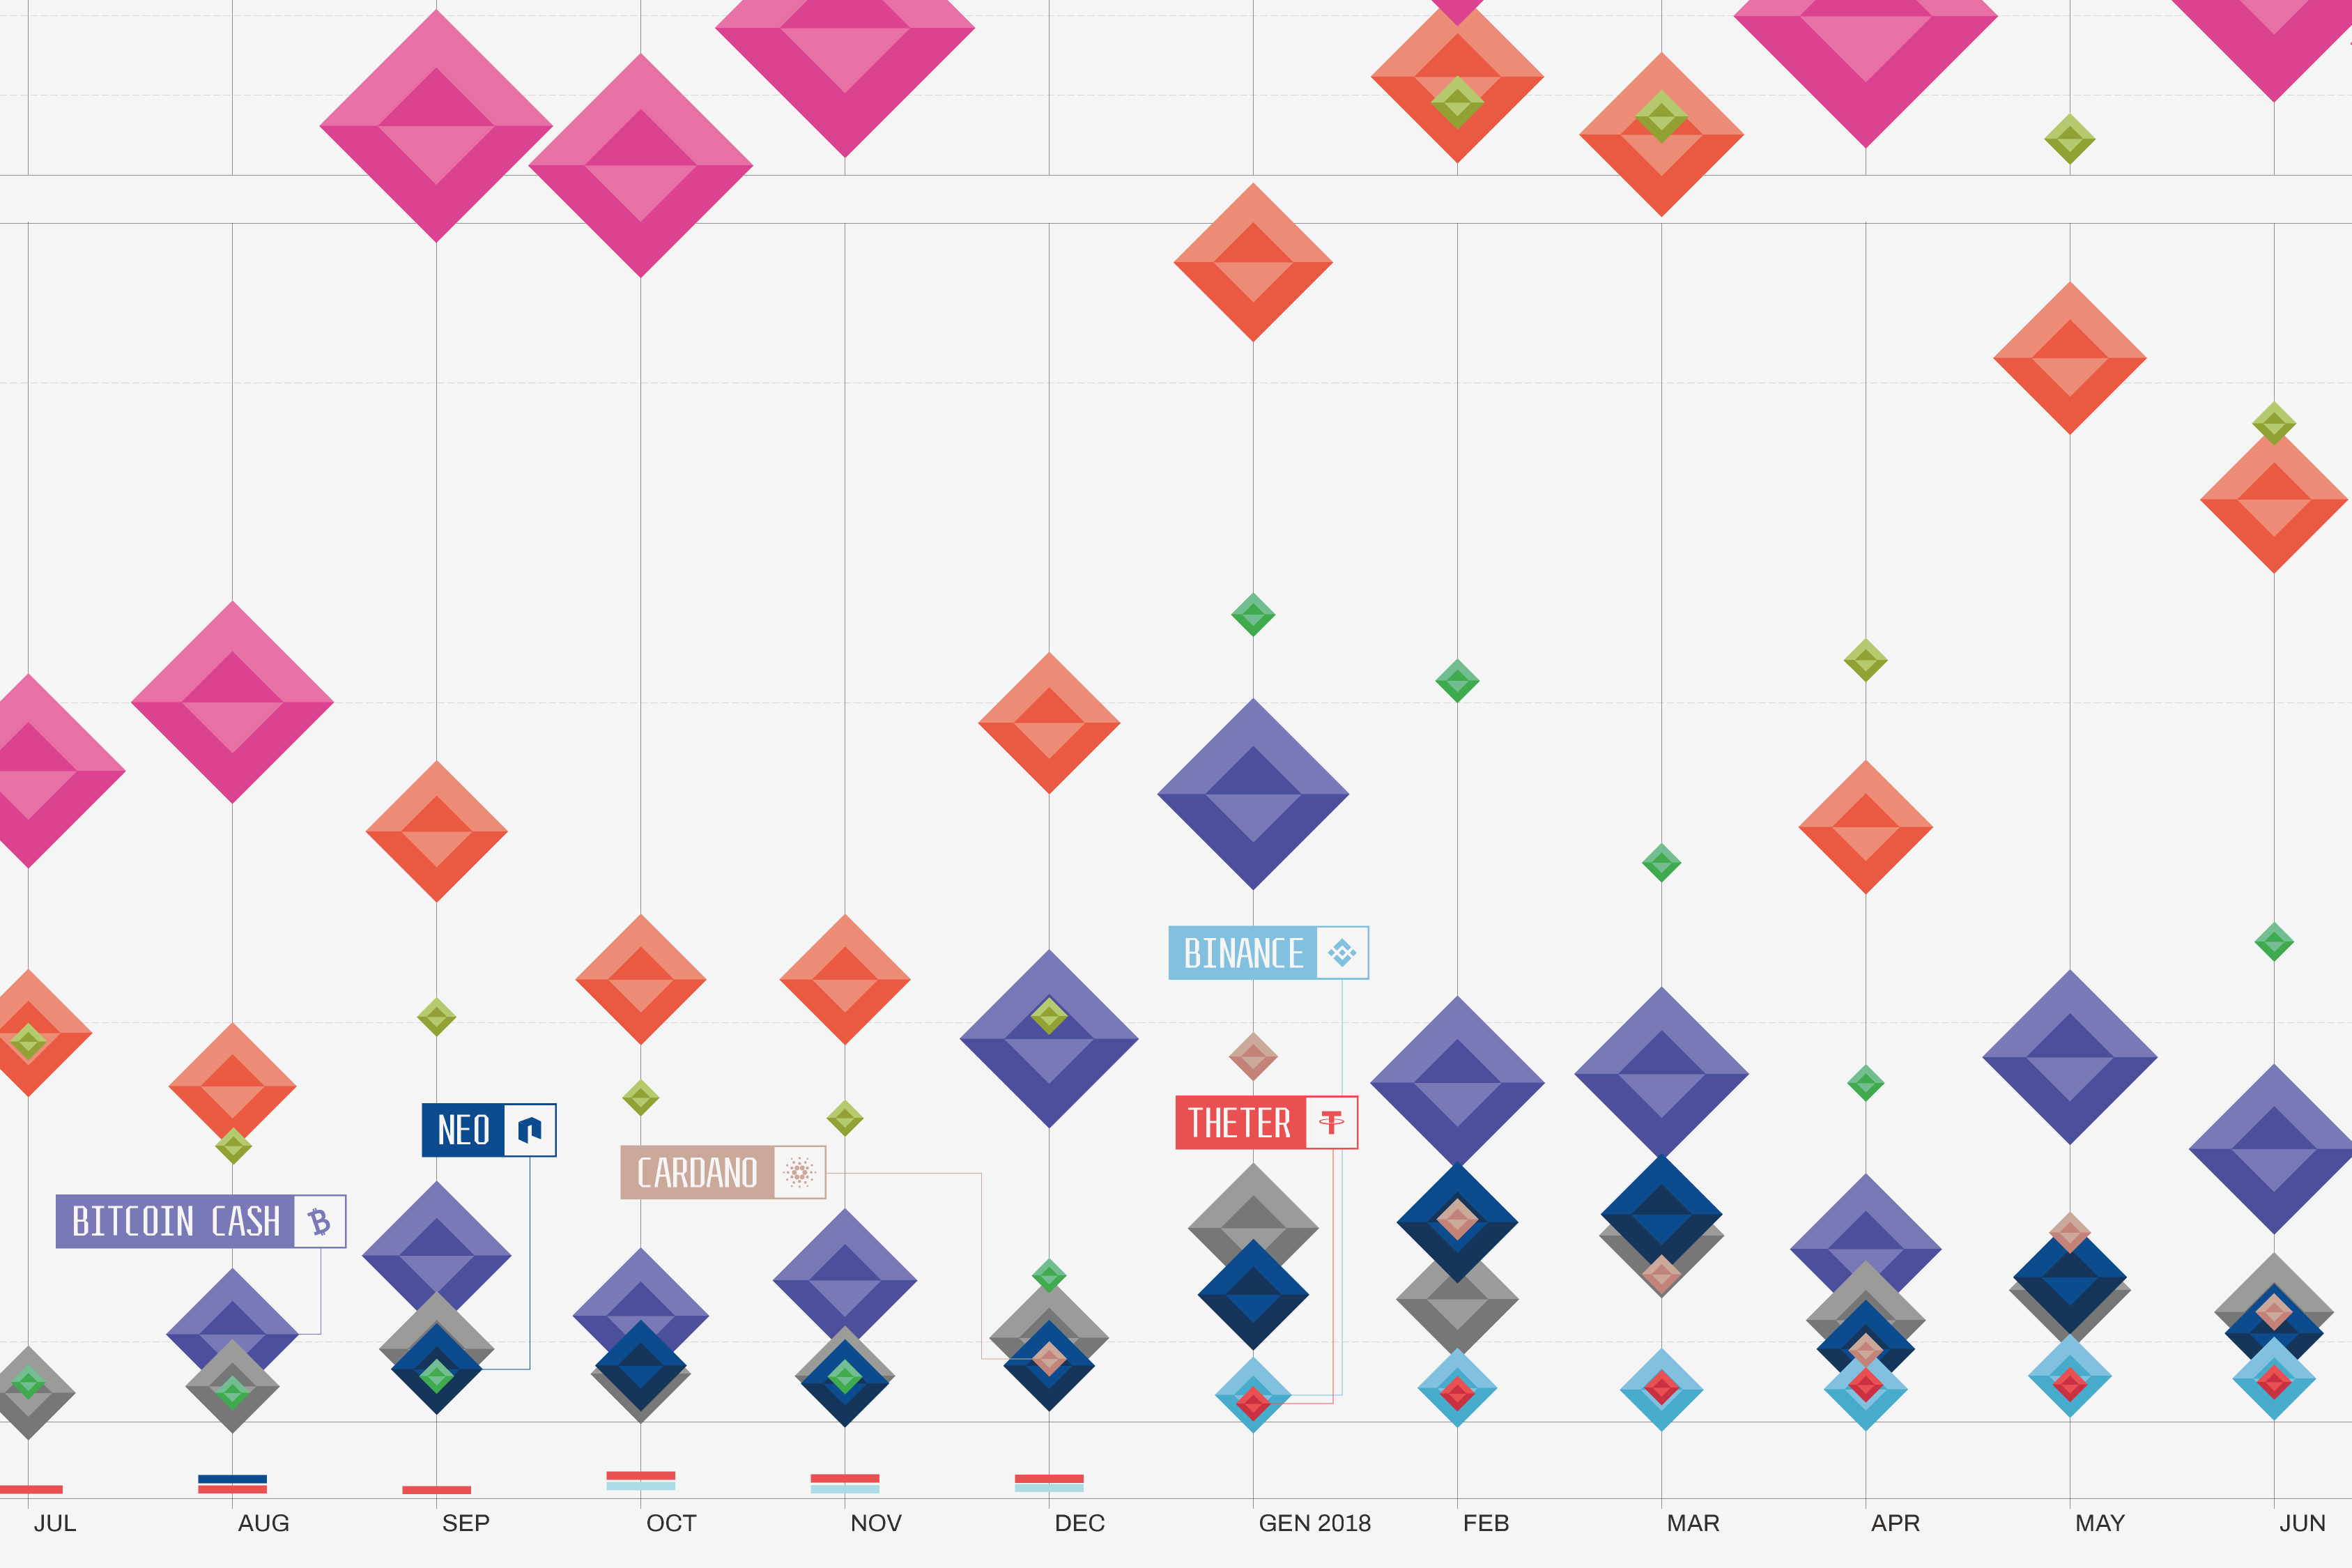 BINANCE
NEO
THETER
CARDANO
BITCOIN CASH
JUL
AUG
SEP
OCT
NOV
DEC
GEN 2018
FEB
MAR
APR
MAY
JUN